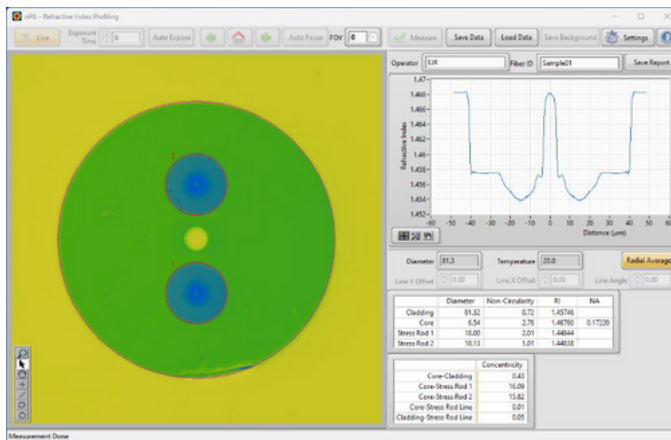 nPA - Refractive Index Profiling
Live Exposure Time: 0 Auto Expose Auto Focus FOV 0 Measure Save Data Load Data Save Background Settings
Operator EJR Fiber ID Sample01 Save Report
Refractive Index
1.47
1.468
1.466
1.464
1.462
1.46
1.458
1.456
1.454
1.452
-60 -50 -40 -30 -20 -10 0 10 20 30 40 50 60
Distance (µm)
Diameter 81.3 Temperature -20.0 Radial Average
Line Y Offset 0.00 Line X Offset 0.00 Line Angle 0.00
Diameter Non-Circularity RI NA
Cladding 81.32 0.72 1.45746
Core 6.54 2.76 1.46760 0.17220
Stress Rod 1 18.00 2.01 1.44844
Stress Rod 2 18.13 1.01 1.44838
Concentricity
Core-Cladding 0.43
Core-Stress Rod 1 16.09
Core-Stress Rod 2 15.82
Core-Stress Rod Line 0.01
Cladding-Stress Rod Line 0.05
Measurement Done